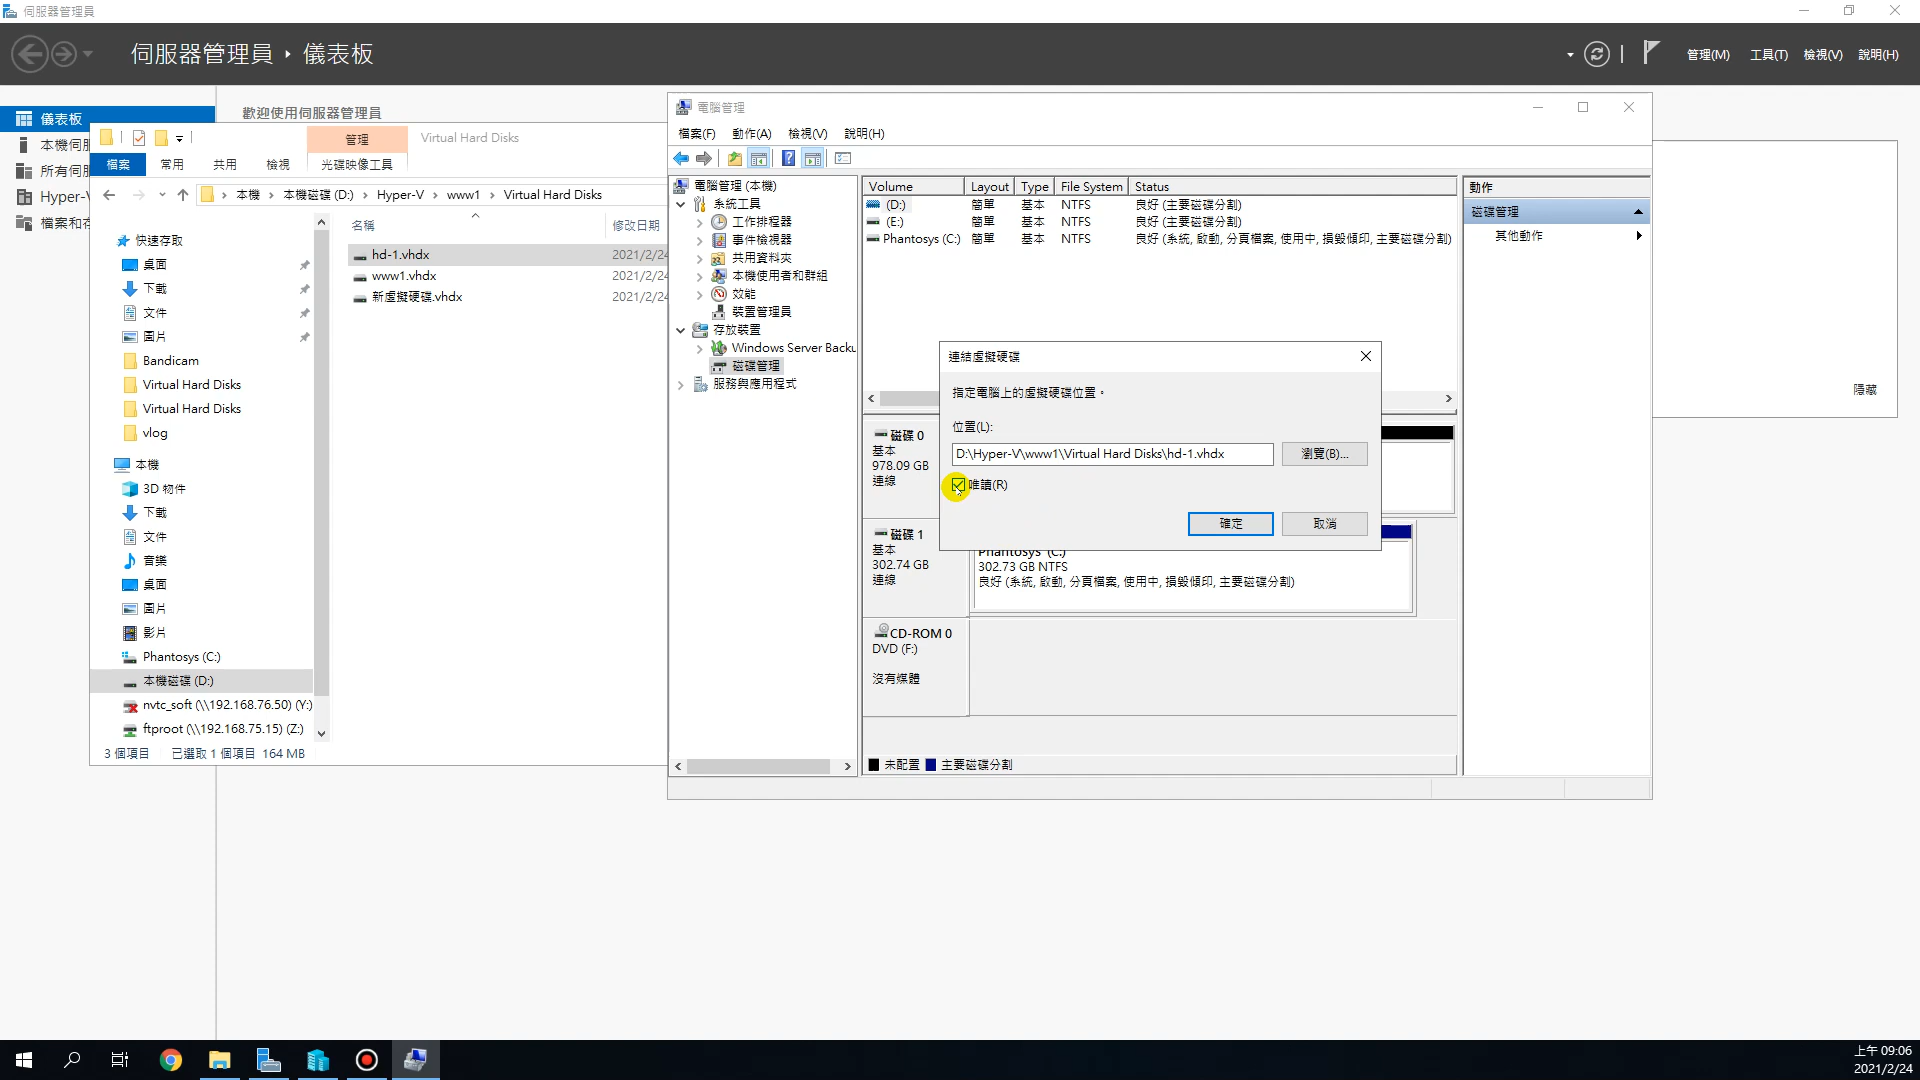 伺服器管理員
伺服器管理員 ‣ 儀表板
管理(M) 工具(T) 檢視(V) 說明(H)
儀表板
本機伺服
所有伺服
Hyper-V
檔案和存
歡迎使用伺服器管理員
隱藏
管理
Virtual Hard Disks
檔案 常用 共用 檢視 光碟映像工具
本機 › 本機磁碟 (D:) › Hyper-V › www1 › Virtual Hard Disks
名稱 修改日期
hd-1.vhdx 2021/2/24
www1.vhdx 2021/2/24
新虛擬硬碟.vhdx 2021/2/24
快速存取
桌面
下載
文件
圖片
Bandicam
Virtual Hard Disks
Virtual Hard Disks
vlog
本機
3D 物件
下載
文件
音樂
桌面
圖片
影片
Phantosys (C:)
本機磁碟 (D:)
nvtc_soft (\\192.168.76.50) (Y:)
ftproot (\\192.168.75.15) (Z:)
3 個項目 已選取 1 個項目 164 MB
電腦管理
檔案(F) 動作(A) 檢視(V) 說明(H)
電腦管理 (本機)
系統工具
工作排程器
事件檢視器
共用資料夾
本機使用者和群組
效能
裝置管理員
存放裝置
Windows Server Backu
磁碟管理
服務與應用程式
Volume Layout Type File System Status
(D:) 簡單 基本 NTFS 良好 (主要磁碟分割)
(E:) 簡單 基本 NTFS 良好 (主要磁碟分割)
Phantosys (C:) 簡單 基本 NTFS 良好 (系統, 啟動, 分頁檔案, 使用中, 損毀傾印, 主要磁碟分割)
動作
磁碟管理
其他動作
連結虛擬硬碟
指定電腦上的虛擬硬碟位置。
位置(L):
D:\Hyper-V\www1\Virtual Hard Disks\hd-1.vhdx 瀏覽(B)...
唯讀(R)
確定 取消
磁碟 0
基本
978.09 GB
連線
磁碟 1
基本
302.74 GB
連線
Phantosys (C:)
302.73 GB NTFS
良好 (系統, 啟動, 分頁檔案, 使用中, 損毀傾印, 主要磁碟分割)
CD-ROM 0
DVD (F:)
沒有媒體
未配置 主要磁碟分割
上午 09:06
2021/2/24